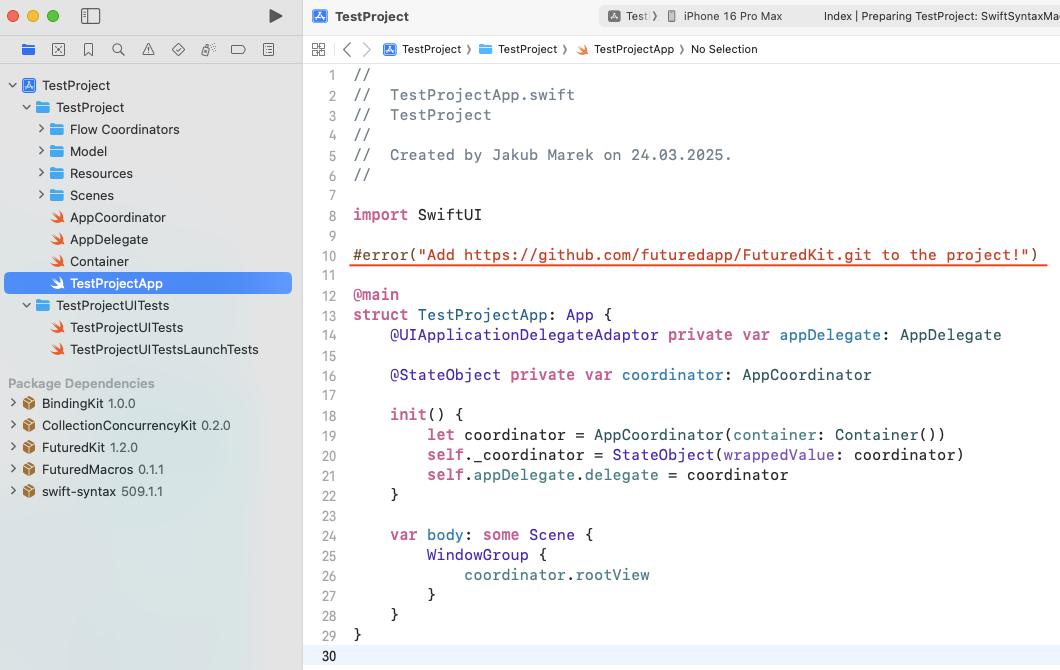 TestProject
Test 〉 iPhone 16 Pro Max
Index | Preparing TestProject: SwiftSyntaxMa
TestProject 〉 TestProject 〉 TestProjectApp 〉 No Selection
TestProject
TestProject
Flow Coordinators
Model
Resources
Scenes
AppCoordinator
AppDelegate
Container
TestProjectApp
TestProjectUITests
TestProjectUITests
TestProjectUITestsLaunchTests
Package Dependencies
BindingKit 1.0.0
CollectionConcurrencyKit 0.2.0
FuturedKit 1.2.0
FuturedMacros 0.1.1
swift-syntax 509.1.1
1 //
2 //  TestProjectApp.swift
3 //  TestProject
4 //
5 //  Created by Jakub Marek on 24.03.2025.
6 //
7
8 import SwiftUI
9
10 #error("Add https://github.com/futuredapp/FuturedKit.git to the project!")
11
12 @main
13 struct TestProjectApp: App {
14     @UIApplicationDelegateAdaptor private var appDelegate: AppDelegate
15
16     @StateObject private var coordinator: AppCoordinator
17
18     init() {
19         let coordinator = AppCoordinator(container: Container())
20         self._coordinator = StateObject(wrappedValue: coordinator)
21         self.appDelegate.delegate = coordinator
22     }
23
24     var body: some Scene {
25         WindowGroup {
26             coordinator.rootView
27         }
28     }
29 }
30